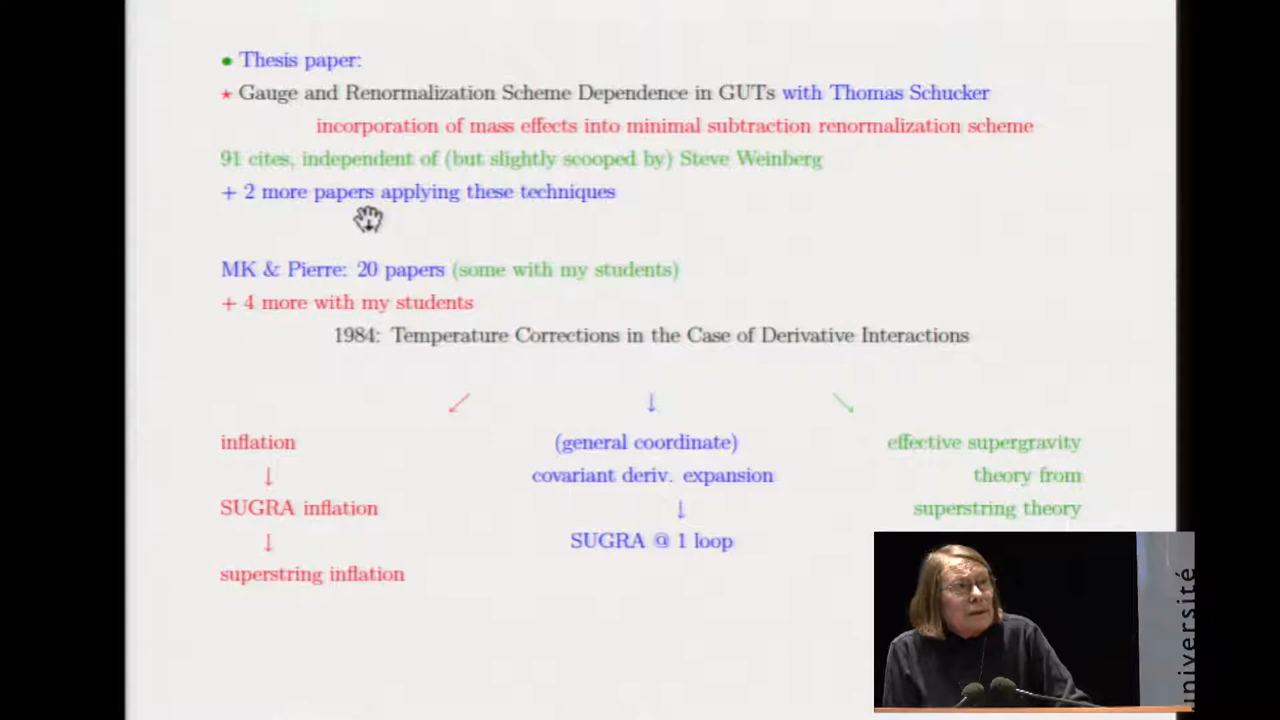 • Thesis paper:
⋆ Gauge and Renormalization Scheme Dependence in GUTs with Thomas Schucker
incorporation of mass effects into minimal subtraction renormalization scheme
91 cites, independent of (but slightly scooped by) Steve Weinberg
+ 2 more papers applying these techniques
MK & Pierre: 20 papers (some with my students)
+ 4 more with my students
1984: Temperature Corrections in the Case of Derivative Interactions
↙ ↓ ↘
inflation (general coordinate) effective supergravity
↓ covariant deriv. expansion theory from
SUGRA inflation ↓ superstring theory
↓ SUGRA @ 1 loop
superstring inflation
université